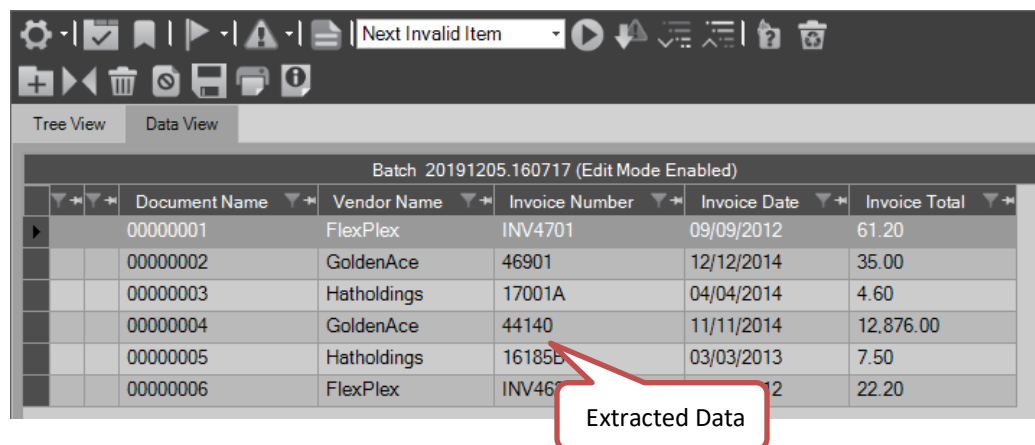 Next Invalid Item
Tree View Data View
Batch 20191205.160717 (Edit Mode Enabled)
Document Name Vendor Name Invoice Number Invoice Date Invoice Total
00000001 FlexPlex INV4701 09/09/2012 61.20
00000002 GoldenAce 46901 12/12/2014 35.00
00000003 Hatholdings 17001A 04/04/2014 4.60
00000004 GoldenAce 44140 11/11/2014 12,876.00
00000005 Hatholdings 16185B 03/03/2013 7.50
00000006 FlexPlex 22.20
Extracted Data